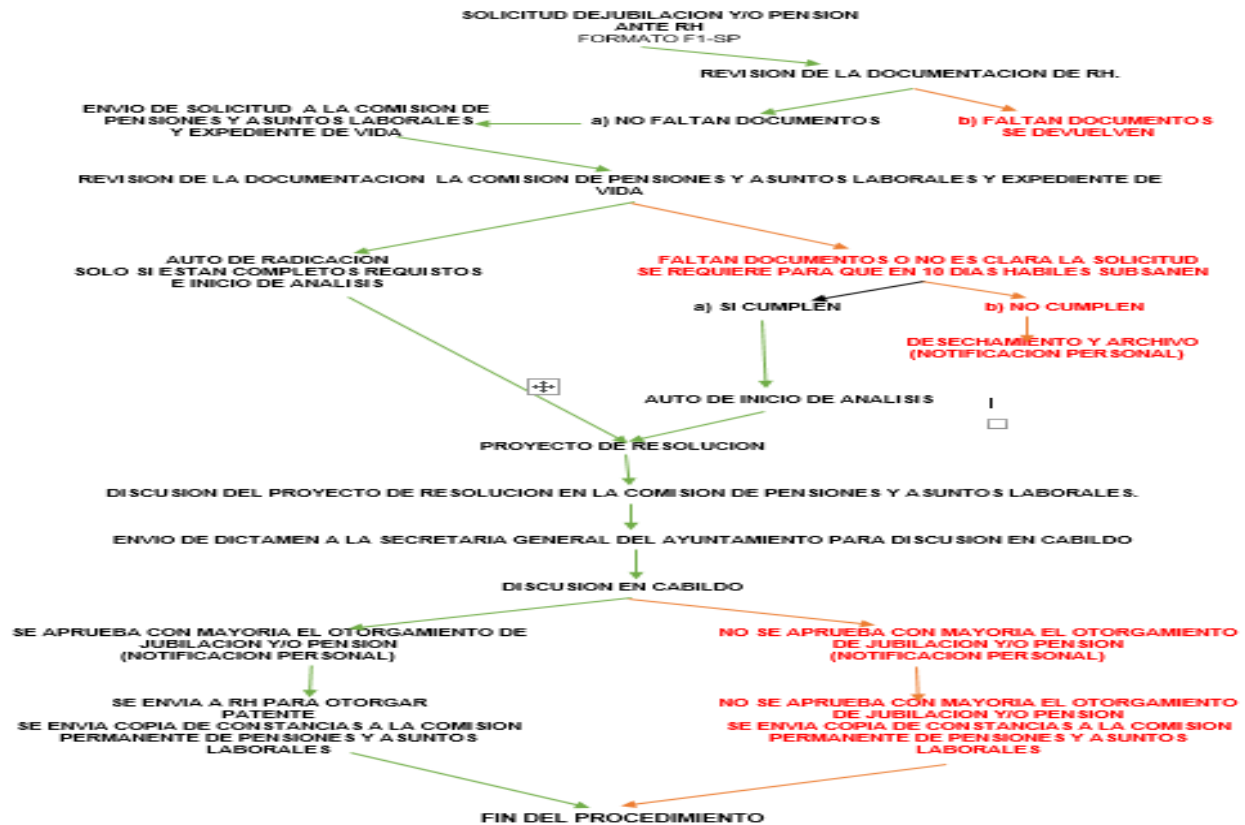 SOLICITUD DEJUBILACION Y/O PENSION
ANTE RH
FORMATO F1-SP
REVISION DE LA DOCUMENTACION DE RH.
ENVIO DE SOLICITUD A LA COMISION DE
PENSIONES Y ASUNTOS LABORALES
Y EXPEDIENTE DE VIDA
a) NO FALTAN DOCUMENTOS
b) FALTAN DOCUMENTOS
SE DEVUELVEN
REVISION DE LA DOCUMENTACION LA COMISION DE PENSIONES Y ASUNTOS LABORALES Y EXPEDIENTE DE
VIDA
AUTO DE RADICACION
SOLO SI ESTAN COMPLETOS REQUISTOS
E INICIO DE ANALISIS
FALTAN DOCUMENTOS O NO ES CLARA LA SOLICITUD
SE REQUIERE PARA QUE EN 10 DIAS HABILES SUBSANEN
a) SI CUMPLEN
b) NO CUMPLEN
DESECHAMIENTO Y ARCHIVO
(NOTIFICACION PERSONAL)
AUTO DE INICIO DE ANALISIS
PROYECTO DE RESOLUCION
DISCUSION DEL PROYECTO DE RESOLUCION EN LA COMISION DE PENSIONES Y ASUNTOS LABORALES.
ENVIO DE DICTAMEN A LA SECRETARIA GENERAL DEL AYUNTAMIENTO PARA DISCUSION EN CABILDO
DISCUSION EN CABILDO
SE APRUEBA CON MAYORIA EL OTORGAMIENTO DE
JUBILACION Y/O PENSION
(NOTIFICACION PERSONAL)
NO SE APRUEBA CON MAYORIA EL OTORGAMIENTO
DE JUBILACION Y/O PENSION
(NOTIFICACION PERSONAL)
SE ENVIA A RH PARA OTORGAR
PATENTE
SE ENVIA COPIA DE CONSTANCIAS A LA COMISION
PERMANENTE DE PENSIONES Y ASUNTOS
LABORALES
NO SE APRUEBA CON MAYORIA EL OTORGAMIENTO
DE JUBILACION Y/O PENSION
SE ENVIA COPIA DE CONSTANCIAS A LA COMISION
PERMANENTE DE PENSIONES Y ASUNTOS
LABORALES
FIN DEL PROCEDIMIENTO